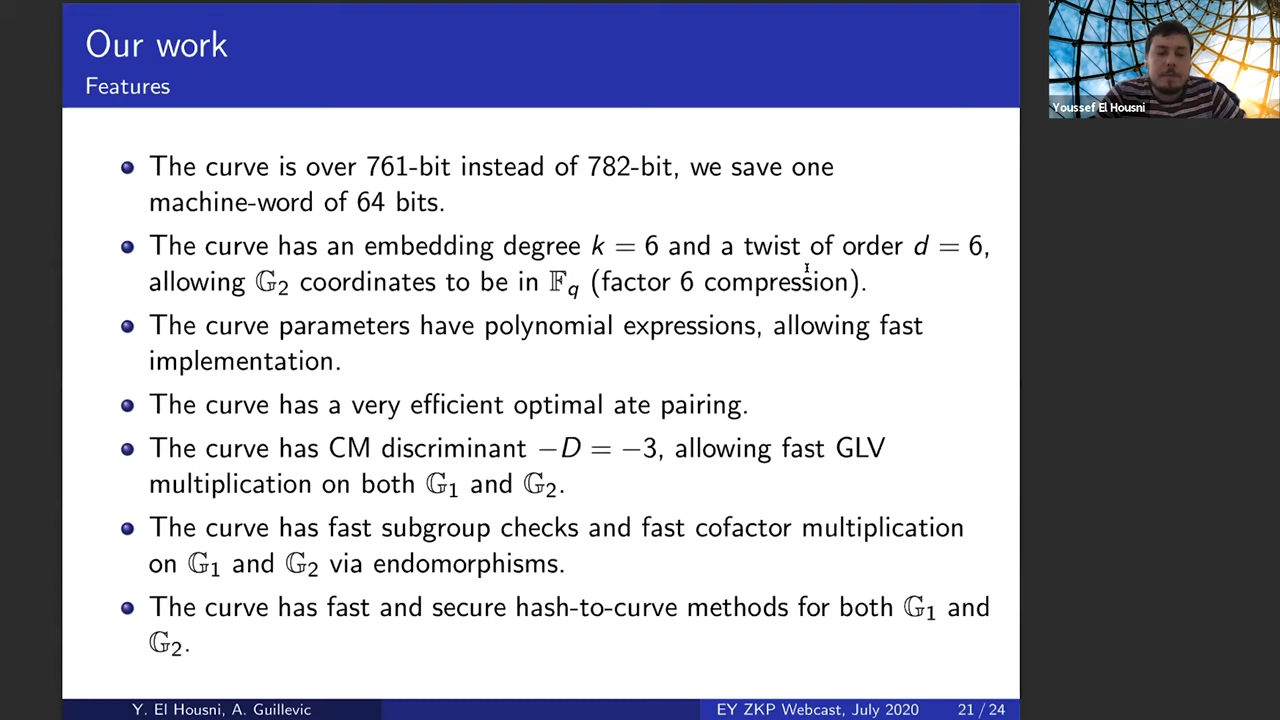 Our work
Features
The curve is over 761-bit instead of 782-bit, we save one
machine-word of 64 bits.
The curve has an embedding degree k = 6 and a twist of order d = 6,
allowing 𝔾₂ coordinates to be in 𝔽_q (factor 6 compression).
The curve parameters have polynomial expressions, allowing fast
implementation.
The curve has a very efficient optimal ate pairing.
The curve has CM discriminant −D = −3, allowing fast GLV
multiplication on both 𝔾₁ and 𝔾₂.
The curve has fast subgroup checks and fast cofactor multiplication
on 𝔾₁ and 𝔾₂ via endomorphisms.
The curve has fast and secure hash-to-curve methods for both 𝔾₁ and
𝔾₂.
Y. El Housni, A. Guillevic
EY ZKP Webcast, July 2020
21 / 24
Youssef El Housni